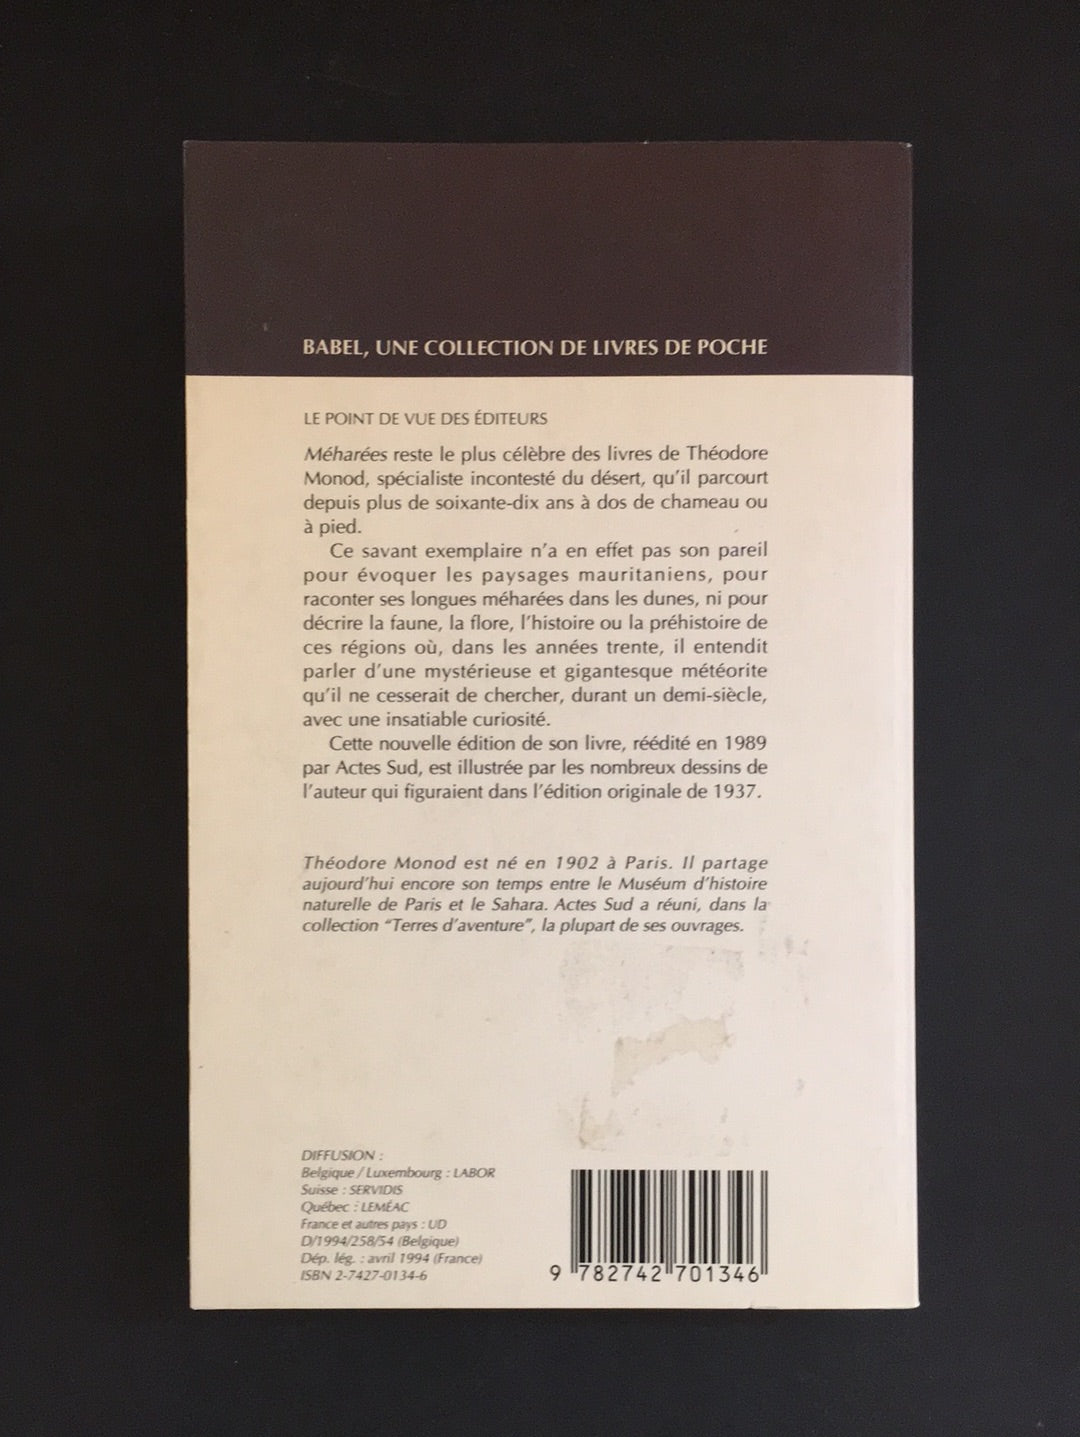 BABEL, UNE COLLECTION DE LIVRES DE POCHE
LE POINT DE VUE DES ÉDITEURS
Méharées reste le plus célèbre des livres de Théodore
Monod, spécialiste incontesté du désert, qu'il parcourt
depuis plus de soixante-dix ans à dos de chameau ou
à pied.
Ce savant exemplaire n'a en effet pas son pareil
pour évoquer les paysages mauritaniens, pour
raconter ses longues méharées dans les dunes, ni pour
décrire la faune, la flore, l'histoire ou la préhistoire de
ces régions où, dans les années trente, il entendit
parler d'une mystérieuse et gigantesque météorite
qu'il ne cesserait de chercher, durant un demi-siècle,
avec une insatiable curiosité.
Cette nouvelle édition de son livre, réédité en 1989
par Actes Sud, est illustrée par les nombreux dessins de
l'auteur qui figuraient dans l'édition originale de 1937.
Théodore Monod est né en 1902 à Paris. Il partage
aujourd'hui encore son temps entre le Muséum d'histoire
naturelle de Paris et le Sahara. Actes Sud a réuni, dans la
collection “Terres d'aventure”, la plupart de ses ouvrages.
DIFFUSION :
Belgique / Luxembourg : LABOR
Suisse : SERVIDIS
Québec : LEMÉAC
France et autres pays : UD
D/1994/258/54 (Belgique)
Dép. lég. : avril 1994 (France)
ISBN 2-7427-0134-6
9 782742 701346